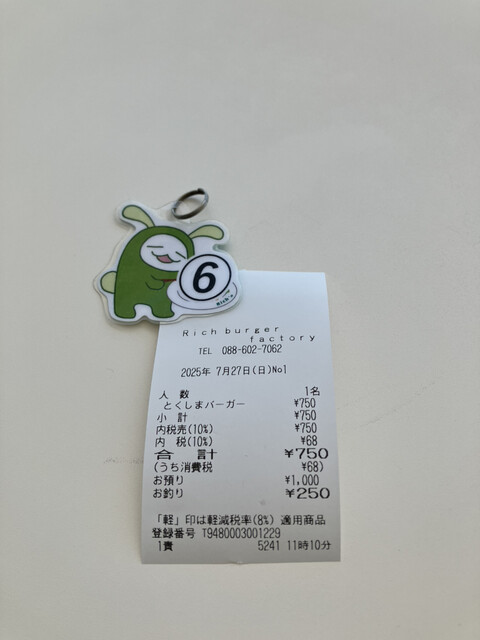 6
Rich's
Rich burger
factory
TEL 088-602-7062
2025年 7月27日(日)No1
人 数 1名
とくしまバーガー ¥750
小 計 ¥750
内税売(10%) ¥750
内 税(10%) ¥68
合 計 ¥750
(うち消費税 ¥68)
お預り ¥1,000
お釣り ¥250
「軽」印は軽減税率(8%) 適用商品
登録番号 T9480003001229
1責 5241 11時10分